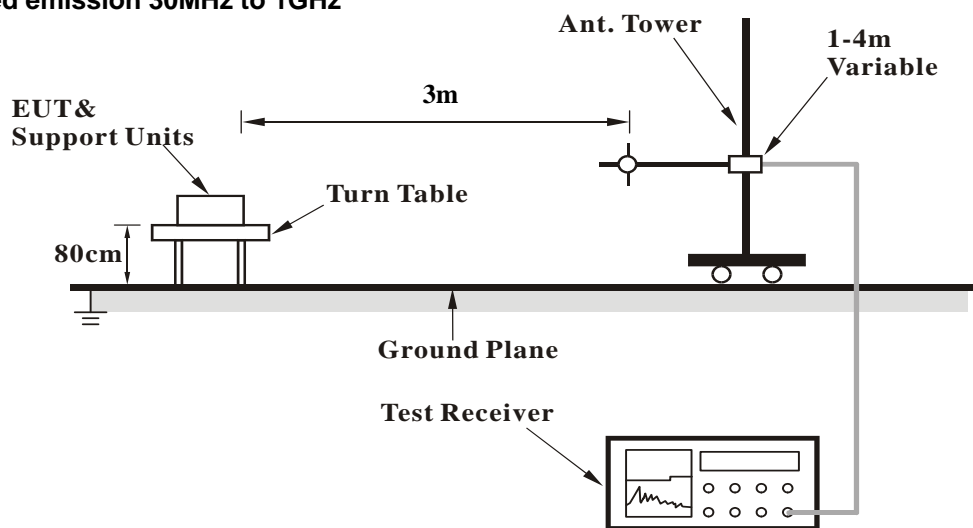 emission 30MHz to 1GHz
Ant. Tower
1-4m
Variable
3m
EUT&
Support Units
Turn Table
80cm
Ground Plane
Test Receiver